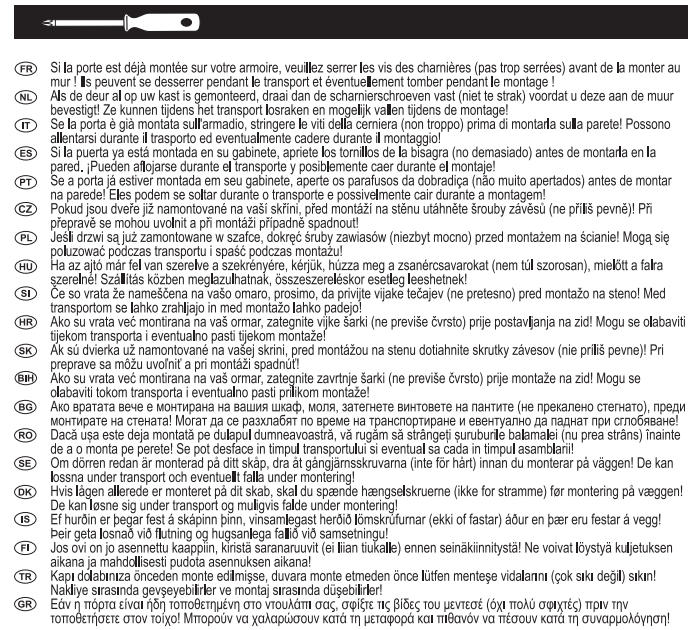 FR Si la porte est déjà montée sur votre armoire, veuillez serrer les vis des charnières (pas trop serrées) avant de la monter au
mur ! Ils peuvent se desserrer pendant le transport et éventuellement tomber pendant le montage !
NL Als de deur al op uw kast is gemonteerd, draai dan de scharnierschroeven vast (niet te strak) voordat u deze aan de muur
bevestigt! Ze kunnen tijdens het transport losraken en mogelijk vallen tijdens de montage!
IT Se la porta è già montata sull'armadio, stringere le viti della cerniera (non troppo) prima di montarla sulla parete! Possono
allentarsi durante il trasporto ed eventualmente cadere durante il montaggio!
ES Si la puerta ya está montada en su gabinete, apriete los tornillos de la bisagra (no demasiado) antes de montarla en la
pared. ¡Pueden aflojarse durante el transporte y posiblemente caer durante el montaje!
PT Se a porta já estiver montada em seu gabinete, aperte os parafusos da dobradiça (não muito apertados) antes de montar
na parede! Eles podem se soltar durante o transporte e possivelmente cair durante a montagem!
CZ Pokud jsou dveře již namontované na vaší skříni, před montáží na stěnu utáhněte šrouby závěsů (ne příliš pevně)! Při
přepravě se mohou uvolnit a při montáži případně spadnout!
PL Jeśli drzwi są już zamontowane w szafce, dokręć śruby zawiasów (niezbyt mocno) przed montażem na ścianie! Mogą się
poluzować podczas transportu i spaść podczas montażu!
HU Ha az ajtó már fel van szerelve a szekrényére, kérjük, húzza meg a zsanércsavarokat (nem túl szorosan), mielőtt a falra
szerelné! Szállítás közben meglazulhatnak, összeszereléskor esetleg leeshetnek!
SI Če so vrata že nameščena na vašo omaro, prosimo, da privijte vijake tečajev (ne pretesno) pred montažo na steno! Med
transportom se lahko zrahljajo in med montažo lahko padejo!
HR Ako su vrata već montirana na vaš ormar, zategnite vijke šarki (ne previše čvrsto) prije postavljanja na zid! Mogu se olabaviti
tijekom transporta i eventualno pasti tijekom montaže!
SK Ak sú dvierka už namontované na vašej skrini, pred montážou na stenu dotiahnite skrutky závesov (nie príliš pevne)! Pri
preprave sa môžu uvoľniť a pri montáži spadnúť!
BIH Ako su vrata već montirana na vaš ormar, zategnite zavrtnje šarki (ne previše čvrsto) prije montaže na zid! Mogu se
olabaviti tokom transporta i eventualno pasti prilikom montaže!
BG Ако вратата вече е монтирана на вашия шкаф, моля, затегнете винтовете на пантите (не прекалено стегнато), преди
монтирате на стената! Могат да се разхлабят по време на транспортиране и евентуално да паднат при сглобяване!
RO Dacă ușa este deja montată pe dulapul dumneavoastră, vă rugăm să strângeți șuruburile balamalei (nu prea strâns) înainte
de a o monta pe perete! Se pot desface in timpul transportului si eventual sa cada in timpul asamblarii!
SE Om dörren redan är monterad på ditt skåp, dra åt gångjärnsskruvarna (inte för hårt) innan du monterar på väggen! De kan
lossna under transport och eventuellt falla under montering!
DK Hvis lågen allerede er monteret på dit skab, skal du spænde hængselskruerne (ikke for stramme) før montering på væggen!
De kan løsne sig under transport og muligvis falde under montering!
IS Ef hurðin er þegar fest á skápinn þinn, vinsamlegast herðið lömskrúfurnar (ekki of fastar) áður en þær eru festar á vegg!
Þeir geta losnað við flutning og hugsanlega fallið við samsetningu!
FI Jos ovi on jo asennettu kaappiin, kiristä saranaruuvit (ei liian tiukalle) ennen seinäkiinnitystä! Ne voivat löystyä kuljetuksen
aikana ja mahdollisesti pudota asennuksen aikana!
TR Kapı dolabınıza önceden monte edilmişse, duvara monte etmeden önce lütfen menteşe vidalarını (çok sıkı değil) sıkın!
Nakliye sırasında gevşeyebilirler ve montaj sırasında düşebilirler!
GR Εάν η πόρτα είναι ήδη τοποθετημένη στο ντουλάπι σας, σφίξτε τις βίδες του μεντεσέ (όχι πολύ σφιχτές) πριν την
τοποθετήσετε στον τοίχο! Μπορούν να χαλαρώσουν κατά τη μεταφορά και πιθανόν να πέσουν κατά τη συναρμολόγηση!